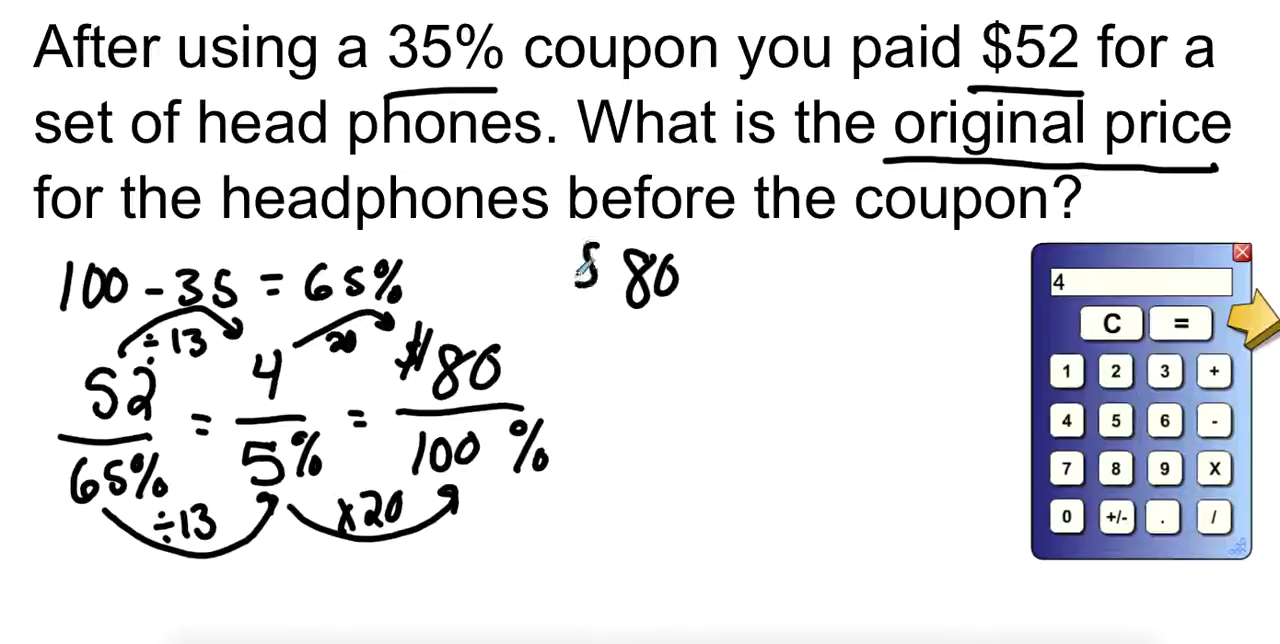 After using a 35% coupon you paid $52 for a
set of head phones. What is the original price
for the headphones before the coupon?
100 - 35 = 65%
$ 80
÷ 13
20
52/65% = 4/5% = $80/100%
÷13
x20
4
C =
1 2 3 +
4 5 6 -
7 8 9 X
0 +/- . /